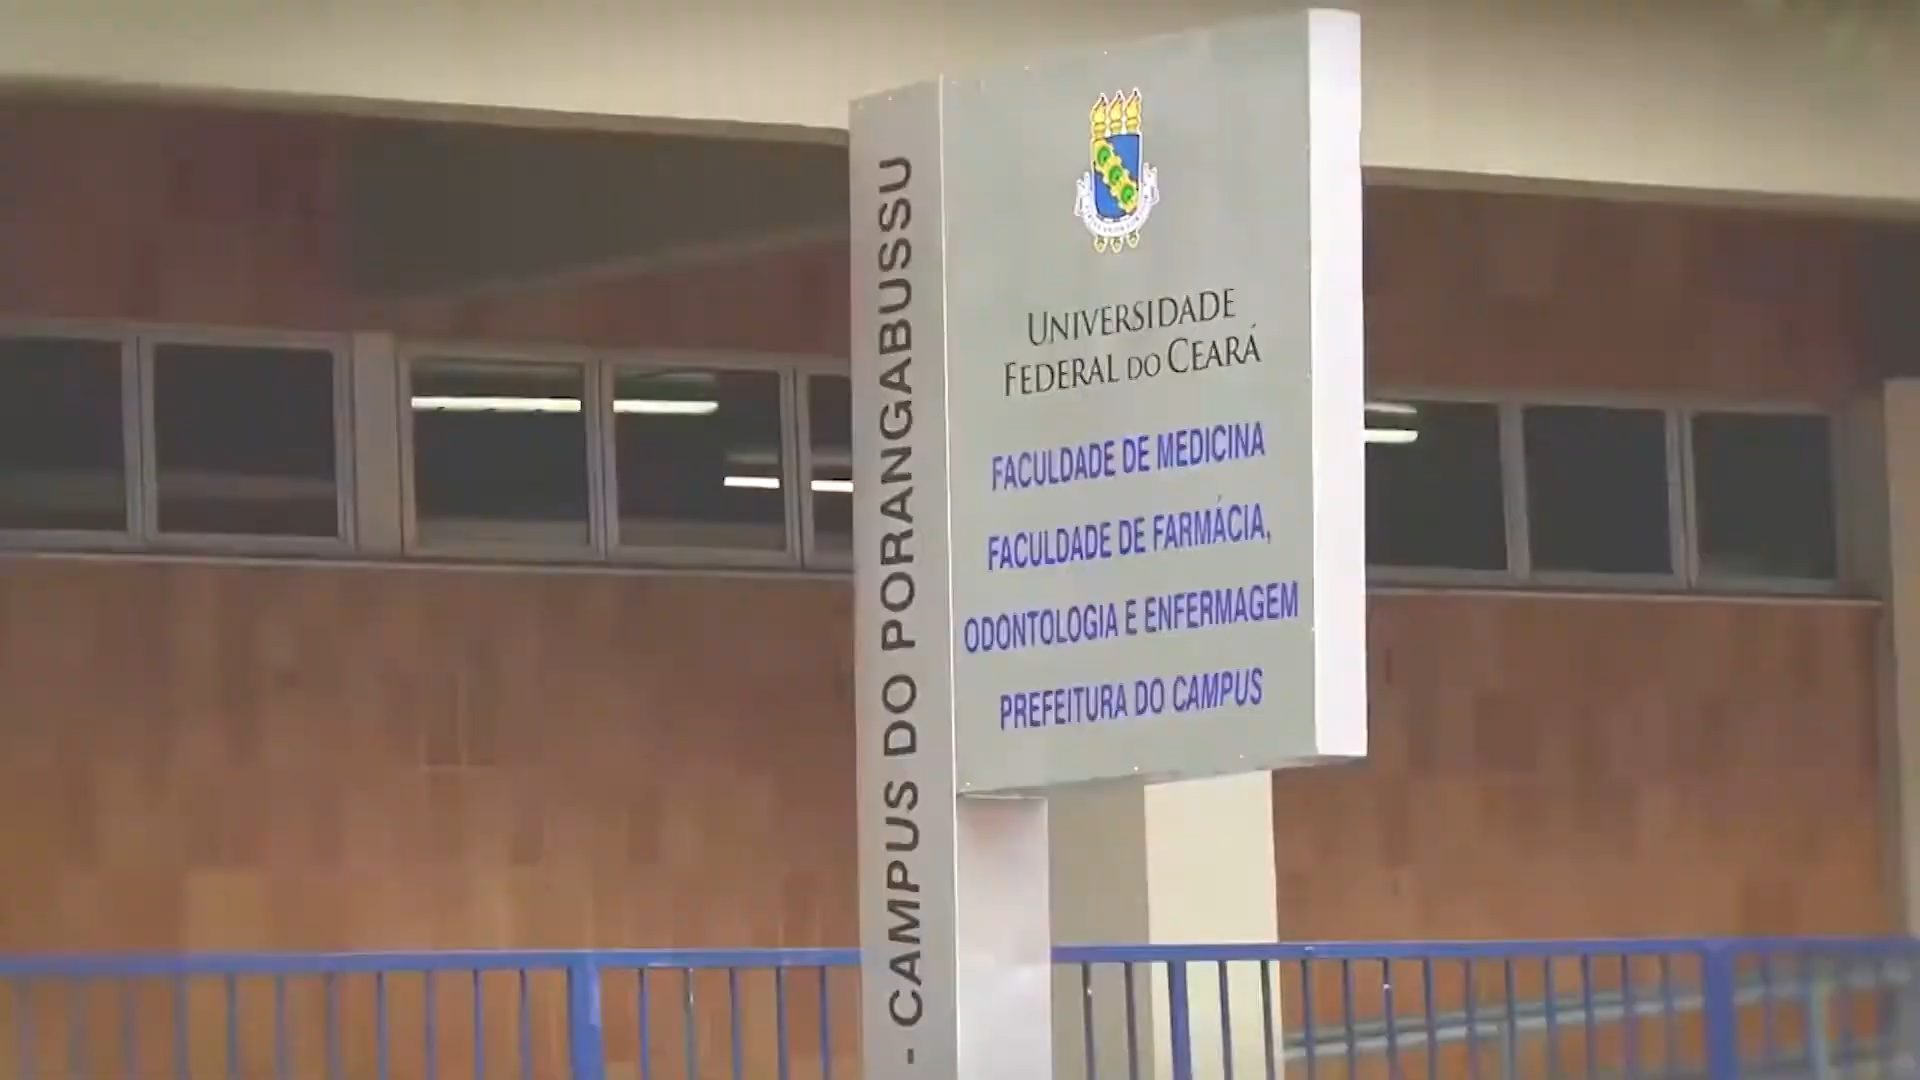 - CAMPUS DO PORANGABUSSU
UNIVERSIDADE
FEDERAL DO CEARÁ
FACULDADE DE MEDICINA
FACULDADE DE FARMÁCIA,
ODONTOLOGIA E ENFERMAGEM
PREFEITURA DO CAMPUS